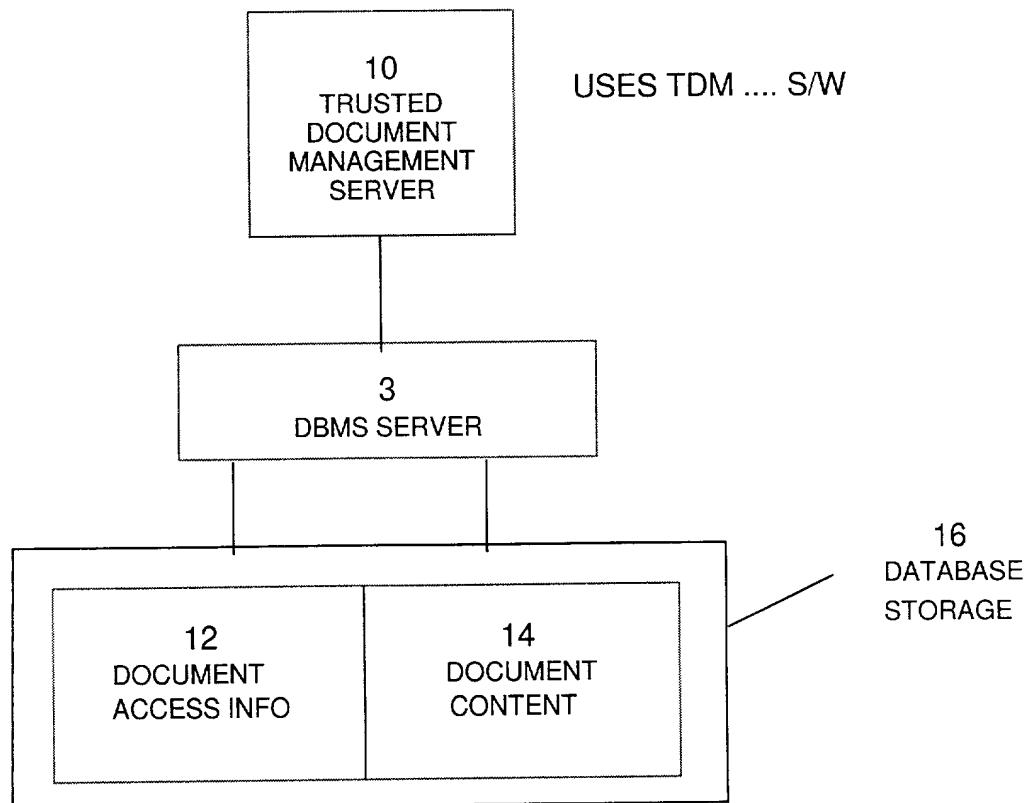 10
TRUSTED
DOCUMENT
MANAGEMENT
SERVER
USES TDM .... S/W
3
DBMS SERVER
16
DATABASE
STORAGE
12
DOCUMENT
ACCESS INFO
14
DOCUMENT
CONTENT